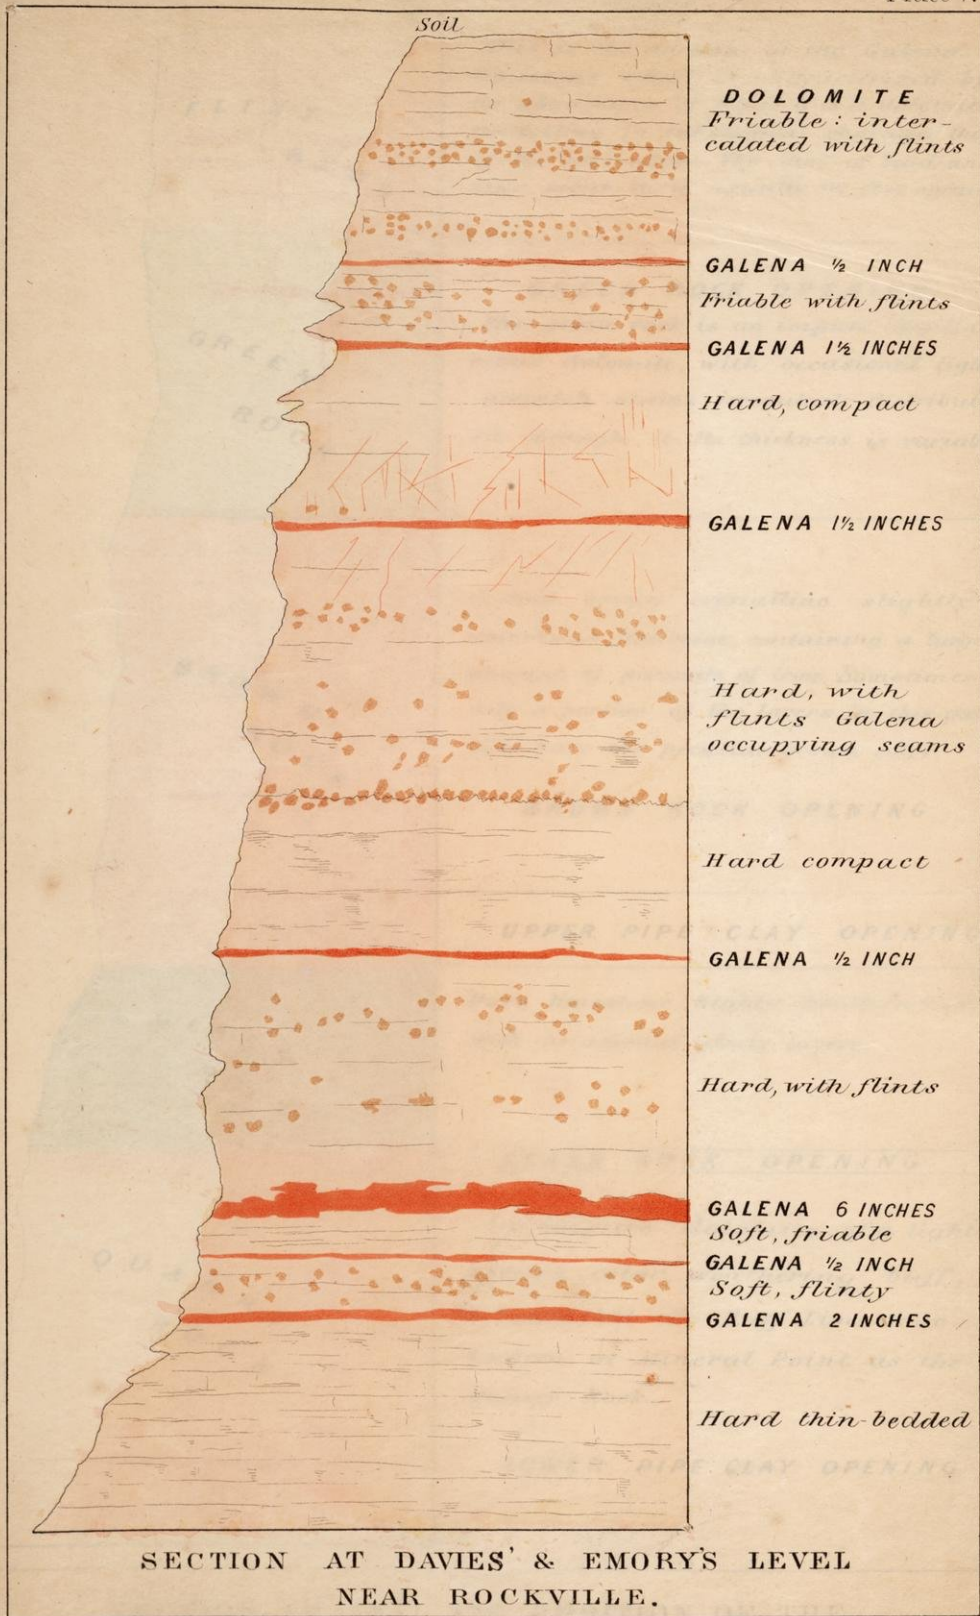 Soil
DOLOMITE
Friable: inter-
calated with flints
GALENA ½ INCH
Friable with flints
GALENA 1½ INCHES
Hard, compact
GALENA 1½ INCHES
Hard, with
flints Galena
occupying seams
Hard compact
GALENA ½ INCH
Hard, with flints
GALENA 6 INCHES
Soft, friable
GALENA ½ INCH
Soft, flinty
GALENA 2 INCHES
Hard thin-bedded
SECTION AT DAVIES' & EMORY'S LEVEL
NEAR ROCKVILLE.